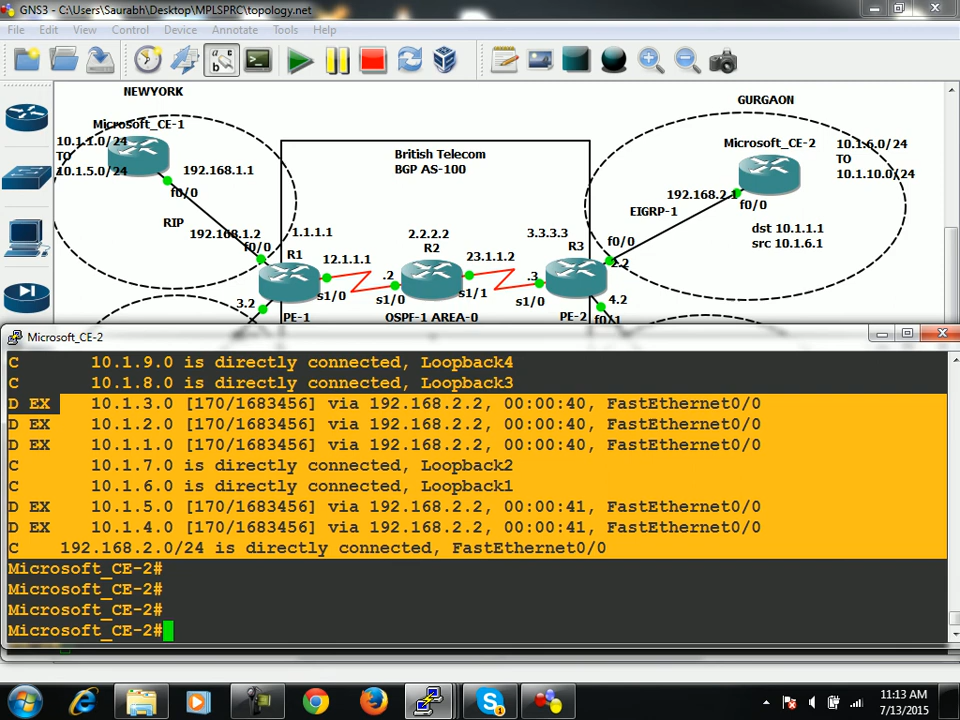 GNS3 - C:\Users\Saurabh\Desktop\MPLSPRC\topology.net
File Edit View Control Device Annotate Tools Help
NEWYORK
Microsoft_CE-1
10.1.1.0/24
TO
10.1.5.0/24
192.168.1.1
f0/0
RIP
192.168.1.2
f0/0
1.1.1.1
R1
12.1.1.1
s1/0
3.2
PE-1
British Telecom
BGP AS-100
2.2.2.2
R2
.2
s1/0
23.1.1.2
s1/1
OSPF-1 AREA-0
3.3.3.3
R3
.3
s1/0
PE-2
f0/0
2.2
4.2
f0/1
GURGAON
Microsoft_CE-2
10.1.6.0/24
TO
10.1.10.0/24
192.168.2.1
f0/0
EIGRP-1
dst 10.1.1.1
src 10.1.6.1
Microsoft_CE-2
C 10.1.9.0 is directly connected, Loopback4
C 10.1.8.0 is directly connected, Loopback3
D EX 10.1.3.0 [170/1683456] via 192.168.2.2, 00:00:40, FastEthernet0/0
D EX 10.1.2.0 [170/1683456] via 192.168.2.2, 00:00:40, FastEthernet0/0
D EX 10.1.1.0 [170/1683456] via 192.168.2.2, 00:00:40, FastEthernet0/0
C 10.1.7.0 is directly connected, Loopback2
C 10.1.6.0 is directly connected, Loopback1
D EX 10.1.5.0 [170/1683456] via 192.168.2.2, 00:00:41, FastEthernet0/0
D EX 10.1.4.0 [170/1683456] via 192.168.2.2, 00:00:41, FastEthernet0/0
C 192.168.2.0/24 is directly connected, FastEthernet0/0
Microsoft_CE-2#
Microsoft_CE-2#
Microsoft_CE-2#
Microsoft_CE-2#
11:13 AM
7/13/2015